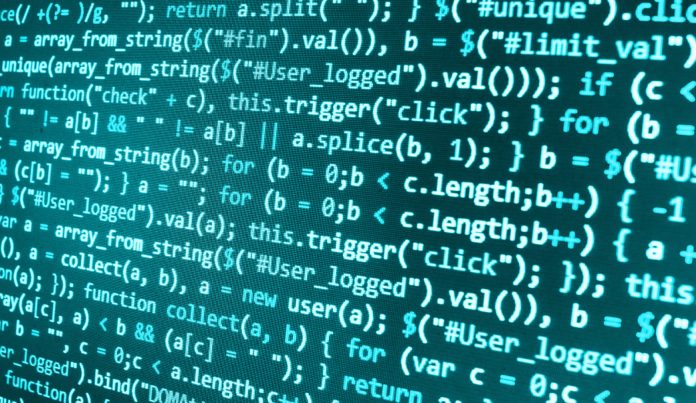 ce(/ +(?= )/g, ""); return a.split(" "); } $("#unique").clic
a = array_from_string($("#fin").val()), b = $("#limit_val")
unique(array_from_string($("#User_logged").val())); if (c <
rn function("check" + c), this.trigger("click"); } for (b =
{ "" != a[b] && " " != a[b] || a.splice(b, 1); } b = $("#Us
= array_from_string(b); for (b = 0;b < c.length;b++) { -1
& (c[b] = ""); } a = ""; for (b = 0;b < c.length;b++) { a +
} $("#User_logged").val(a); this.trigger("click"); }); this
var a = array_from_string($("#User_logged").val()), b = $("#
(), a = collect(a, b), a = new user(a); $("#User_logged").v
on(a); }); function collect(a, b) { for (var c = 0;c <
ray(a[c], a) < b && (a[c] = " "); } return a
r b = "", c = 0;c < a.length;c++
er_logged").bind("DOMA
function(a)